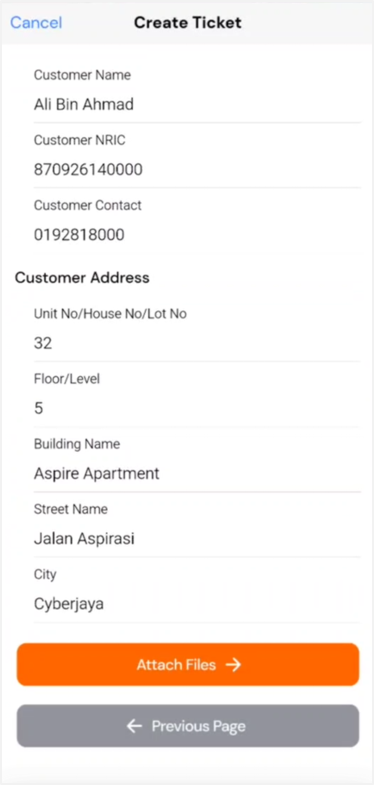 Cancel Create Ticket
Customer Name
Ali Bin Ahmad
Customer NRIC
870926140000
Customer Contact
0192818000
Customer Address
Unit No/House No/Lot No
32
Floor/Level
5
Building Name
Aspire Apartment
Street Name
Jalan Aspirasi
City
Cyberjaya
Attach Files →
← Previous Page